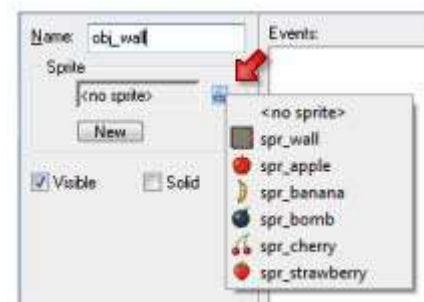 Name: obj_wall
Events:
Sprite
<no sprite>
New
Visible
Solid
<no sprite>
spr_wall
spr_apple
spr_banana
spr_bomb
spr_cherry
spr_strawberry